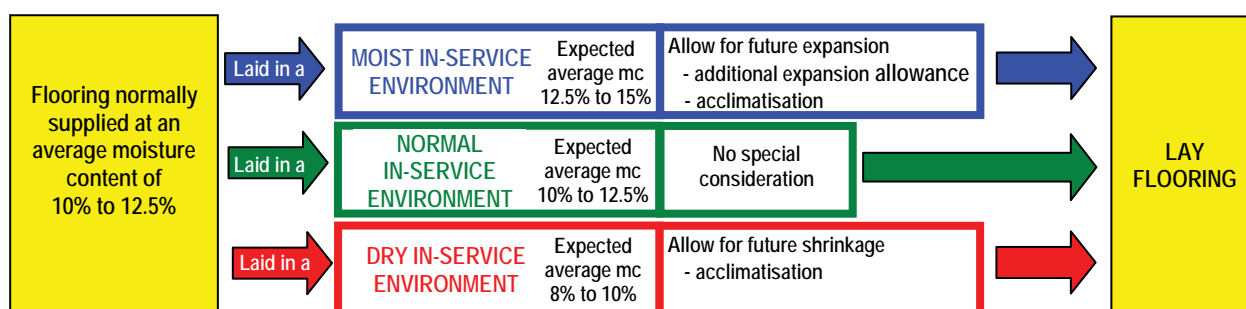 Flooring normally
supplied at an
average moisture
content of
10% to 12.5%
Laid in a
MOIST IN-SERVICE
ENVIRONMENT
Expected
average mc
12.5% to 15%
Allow for future expansion
- additional expansion allowance
- acclimatisation
Laid in a
NORMAL
IN-SERVICE
ENVIRONMENT
Expected
average mc
10% to 12.5%
No special
consideration
Laid in a
DRY IN-SERVICE
ENVIRONMENT
Expected
average mc
8% to 10%
Allow for future shrinkage
- acclimatisation
LAY
FLOORING